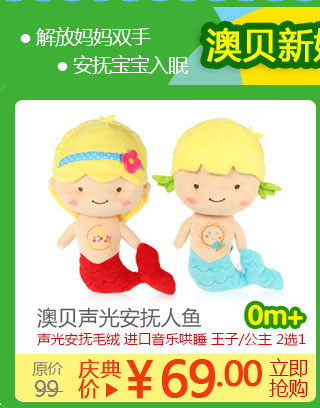 ● 解放妈妈双手
● 安抚宝宝入眠
澳贝新
澳贝声光安抚人鱼
0m+
声光安抚毛绒 进口音乐哄睡 王子/公主 2选1
原价
99
庆典
价▶
¥69.00
立即
抢购